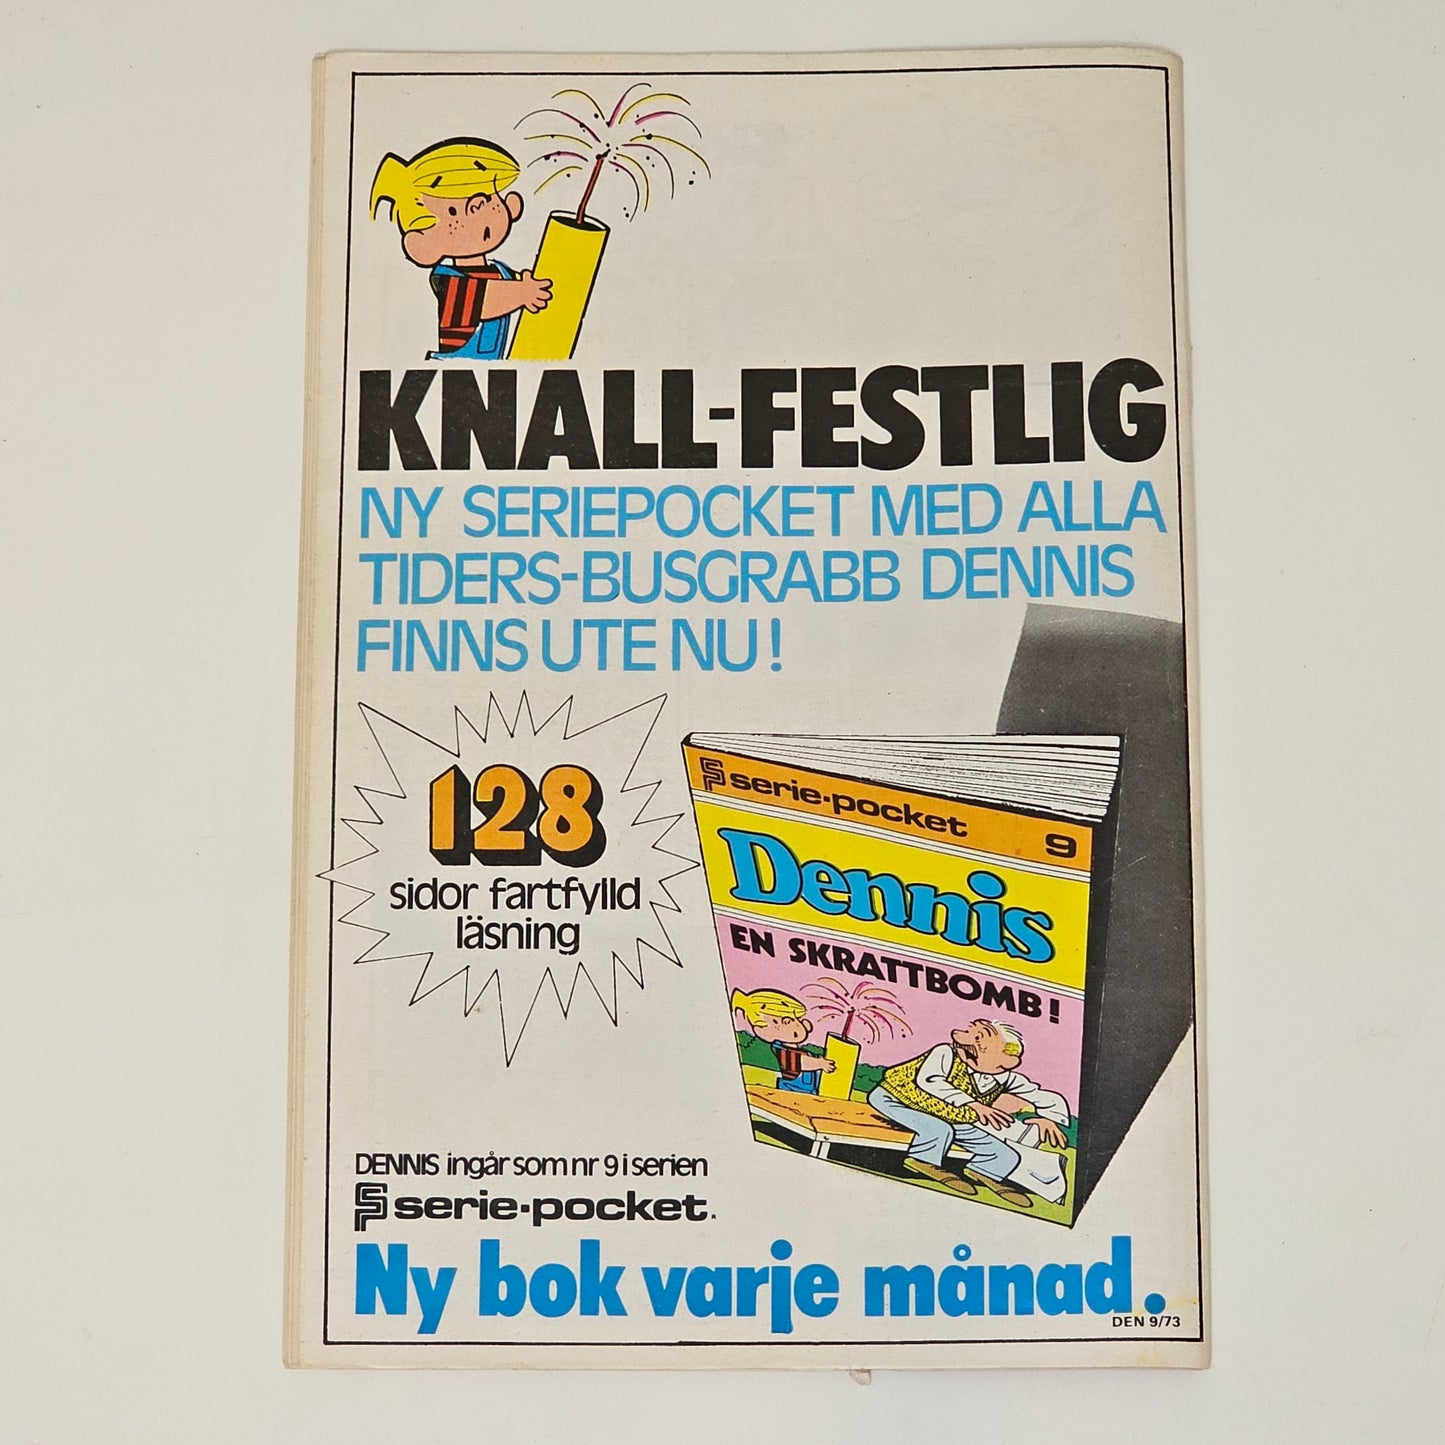 KNALL-FESTLIG
NY SERIEPOCKET MED ALLA
TIDERS-BUSGRABB DENNIS
FINNS UTE NU!
128
sidor fartfylld
läsning
serie-pocket 9
Dennis
EN SKRATTBOMB!
DENNIS ingår som nr 9 i serien
serie-pocket.
Ny bok varje månad.
DEN 9/73